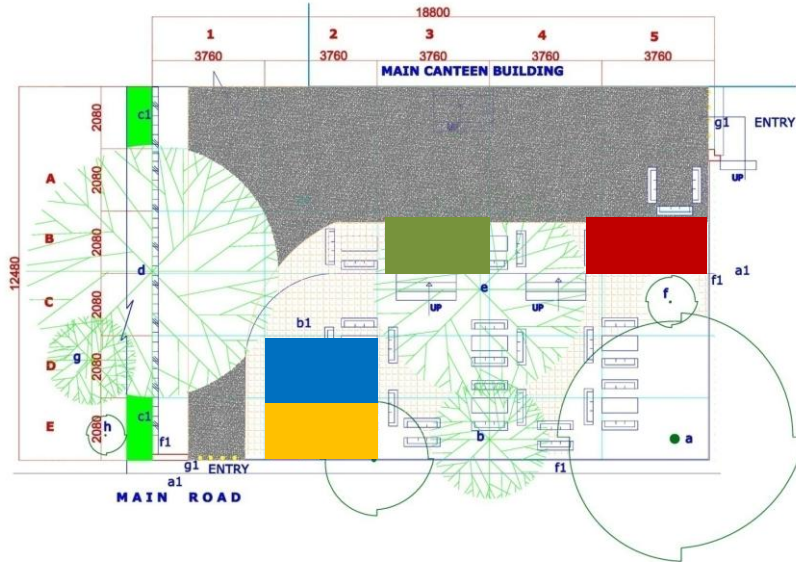 18800
1 2 3 4 5
3760 3760 3760 3760 3760
MAIN CANTEEN BUILDING
2080 c1 UP g1 ENTRY
A 2080 UP
B 2080
12480 d e f f1 a1
C 2080 UP UP
b1
g
D 2080
c1
E 2080 h b a
f1 f1
g1 ENTRY
a1
MAIN ROAD